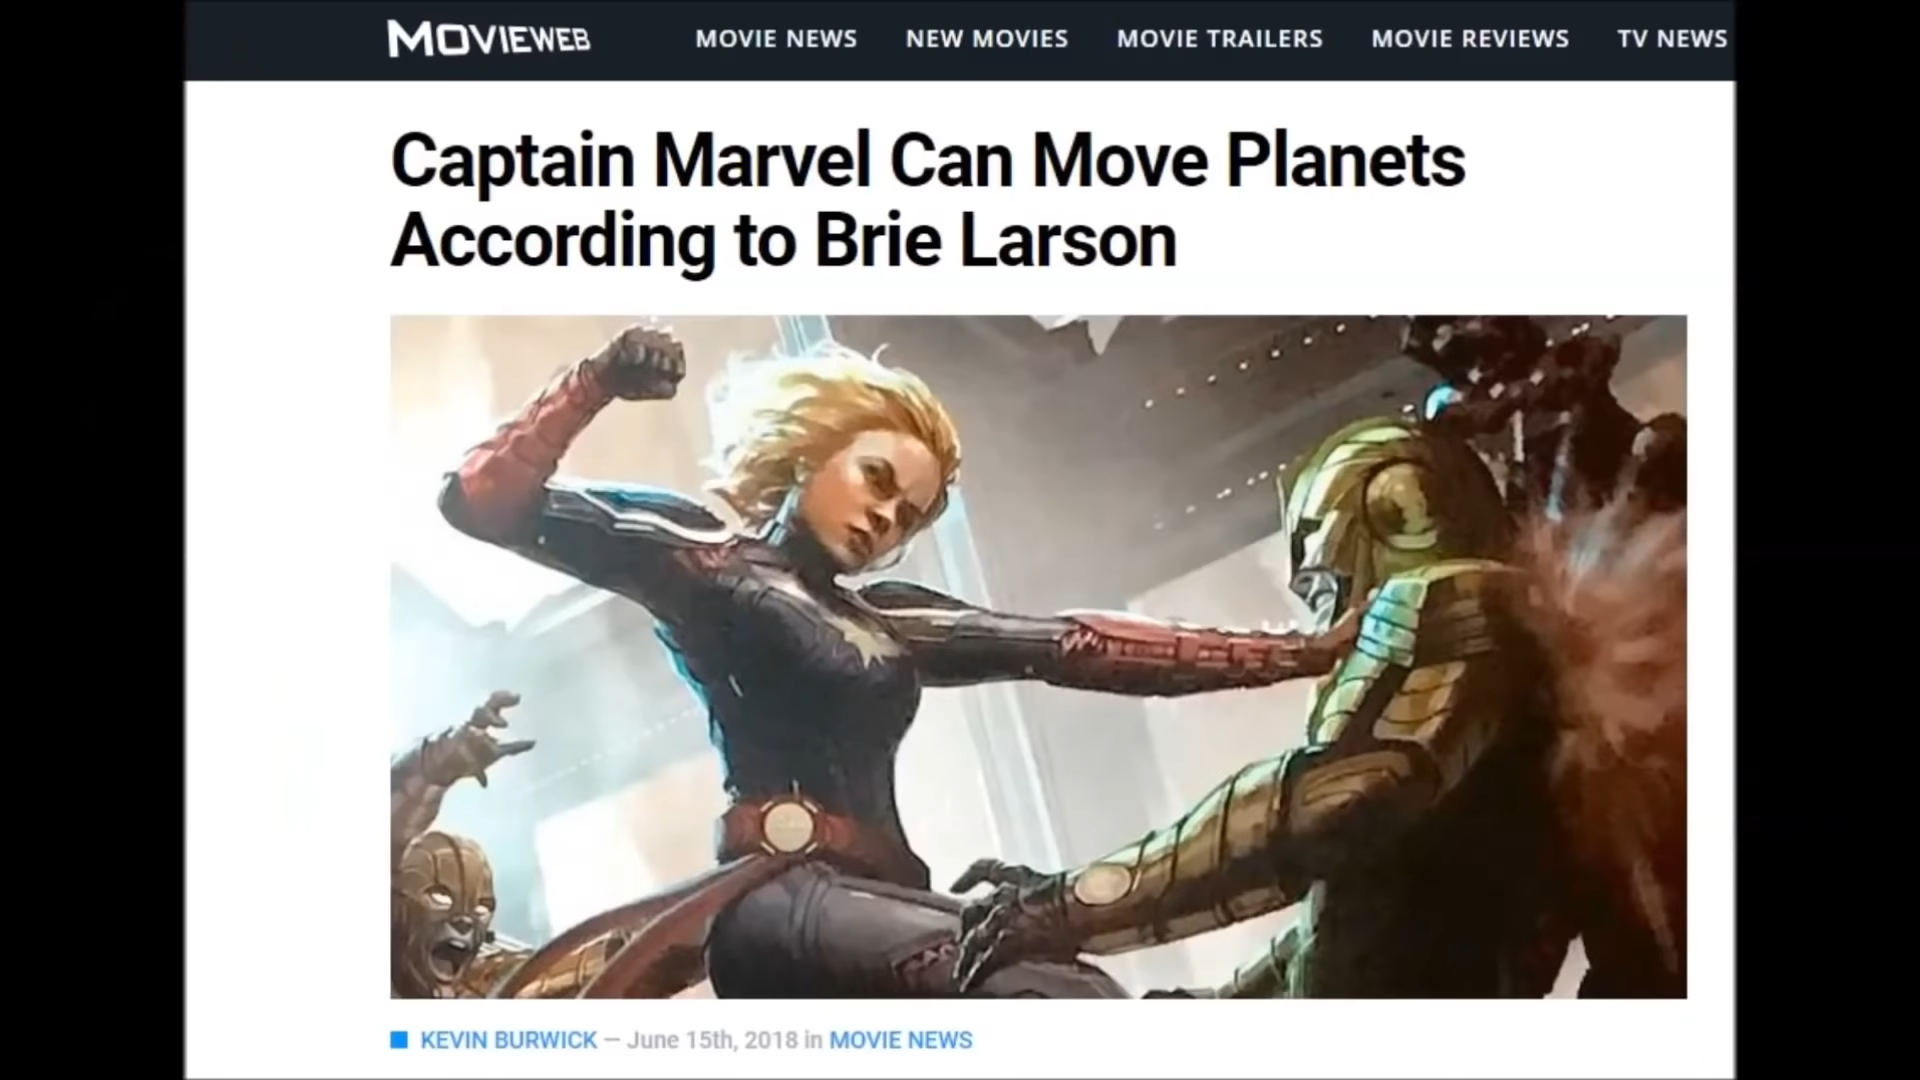 MOVIEWEB MOVIE NEWS NEW MOVIES MOVIE TRAILERS MOVIE REVIEWS TV NEWS
Captain Marvel Can Move Planets
According to Brie Larson
KEVIN BURWICK — June 15th, 2018 in MOVIE NEWS